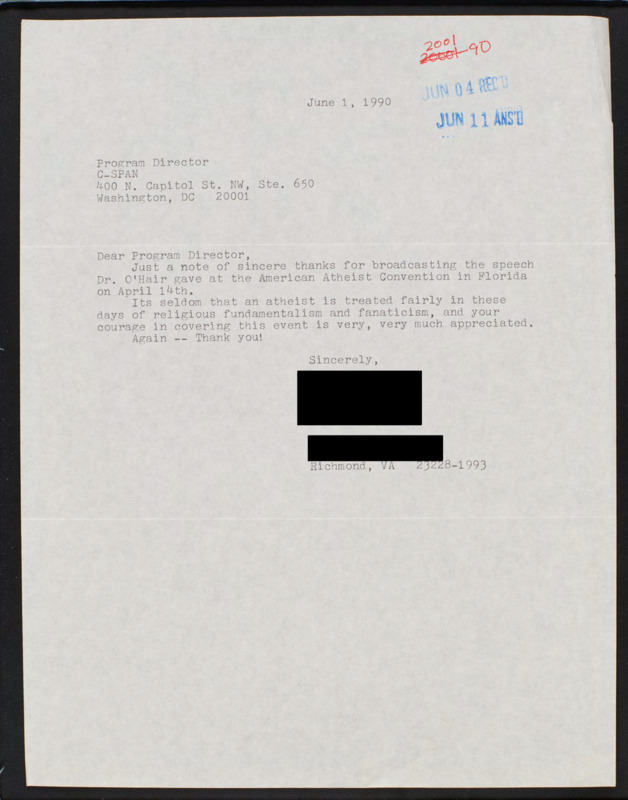 2001
20001-90
JUN 04 REC'D
June 1, 1990
JUN 11 ANS'D
Program Director
C-SPAN
400 N. Capitol St. NW, Ste. 650
Washington, DC   20001
Dear Program Director,
Just a note of sincere thanks for broadcasting the speech
Dr. O'Hair gave at the American Atheist Convention in Florida
on April 14th.
Its seldom that an atheist is treated fairly in these
days of religious fundamentalism and fanaticism, and your
courage in covering this event is very, very much appreciated.
Again -- Thank you!
Sincerely,
Richmond, VA   23228-1993